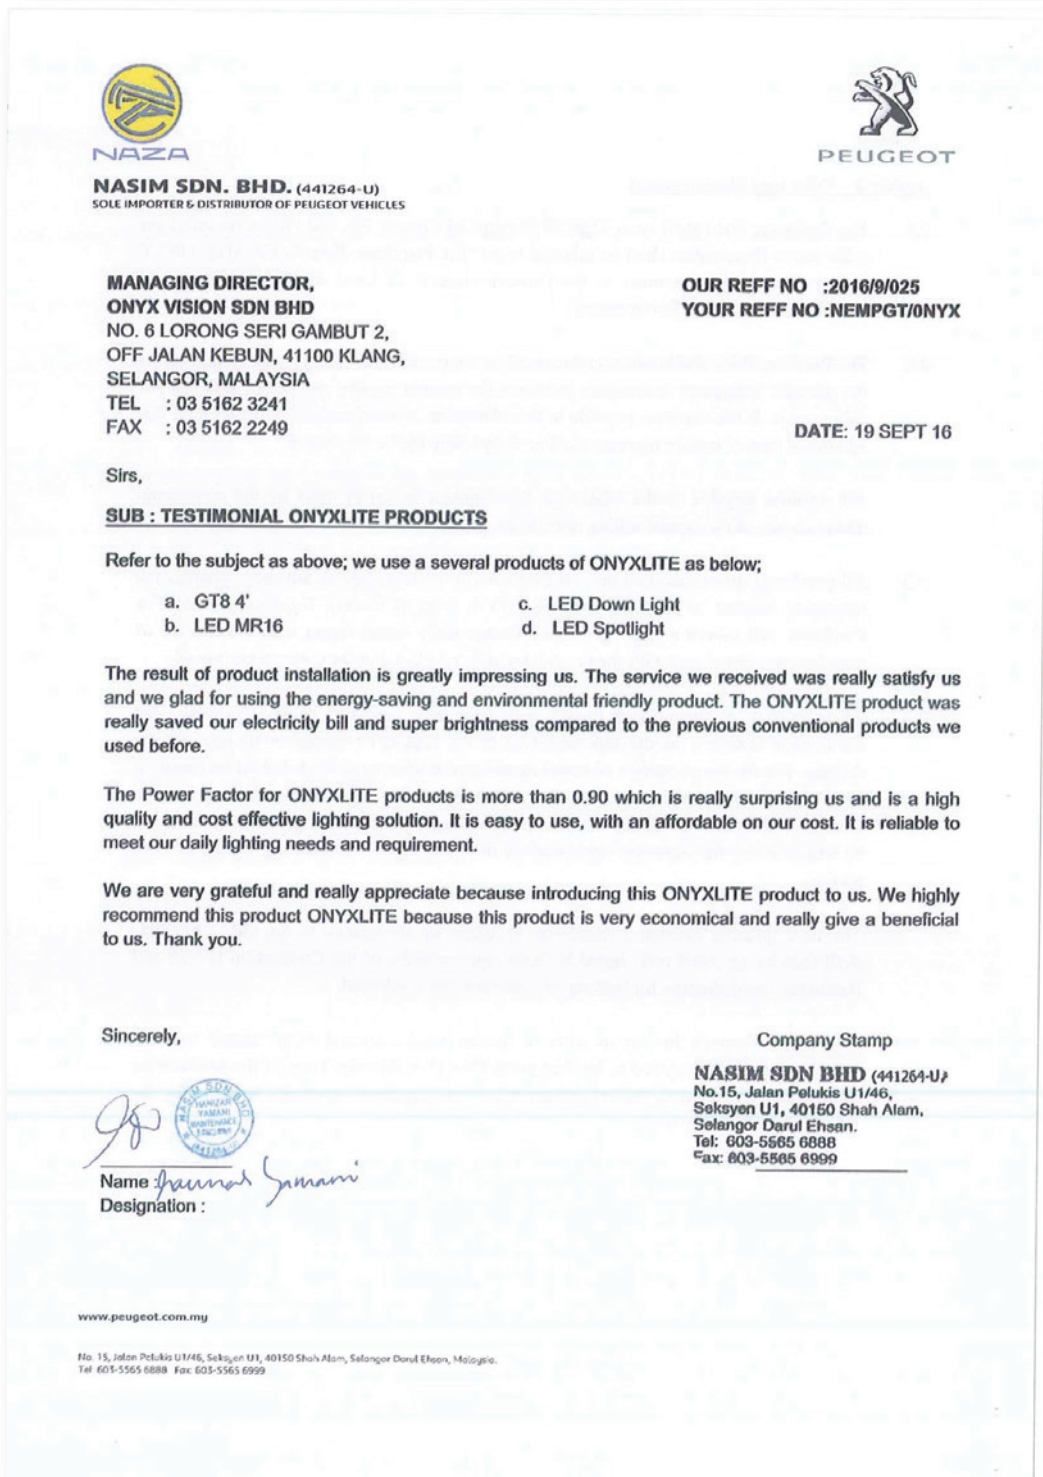 NAZA
PEUGEOT
NASIM SDN. BHD. (441264-U)
SOLE IMPORTER & DISTRIBUTOR OF PEUGEOT VEHICLES
MANAGING DIRECTOR,
ONYX VISION SDN BHD
NO. 6 LORONG SERI GAMBUT 2,
OFF JALAN KEBUN, 41100 KLANG,
SELANGOR, MALAYSIA
TEL : 03 5162 3241
FAX : 03 5162 2249
OUR REFF NO :2016/9/025
YOUR REFF NO :NEMPGT/0NYX
DATE: 19 SEPT 16
Sirs,
SUB : TESTIMONIAL ONYXLITE PRODUCTS
Refer to the subject as above; we use a several products of ONYXLITE as below;
a. GT8 4'
b. LED MR16
c. LED Down Light
d. LED Spotlight
The result of product installation is greatly impressing us. The service we received was really satisfy us
and we glad for using the energy-saving and environmental friendly product. The ONYXLITE product was
really saved our electricity bill and super brightness compared to the previous conventional products we
used before.
The Power Factor for ONYXLITE products is more than 0.90 which is really surprising us and is a high
quality and cost effective lighting solution. It is easy to use, with an affordable on our cost. It is reliable to
meet our daily lighting needs and requirement.
We are very grateful and really appreciate because introducing this ONYXLITE product to us. We highly
recommend this product ONYXLITE because this product is very economical and really give a beneficial
to us. Thank you.
Sincerely,
NASIM SDN BHD
HANIZAR
YAMANI
MAINTENANCE
Name :
Designation :
Company Stamp
NASIM SDN BHD (441264-U)
No.15, Jalan Pelukis U1/46,
Seksyen U1, 40150 Shah Alam,
Selangor Darul Ehsan.
Tel: 603-5565 6888
Fax: 603-5565 6999
www.peugeot.com.my
No. 15, Jalan Pelukis U1/46, Seksyen U1, 40150 Shah Alam, Selangor Darul Ehsan, Malaysia.
Tel: 603-5565 6888 Fax: 603-5565 6999